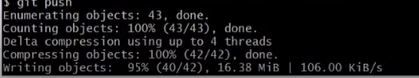 $ git push
Enumerating objects: 43, done.
Counting objects: 100% (43/43), done.
Delta compression using up to 4 threads
Compressing objects: 100% (42/42), done.
Writing objects:  95% (40/42), 16.38 MiB | 106.00 KiB/s